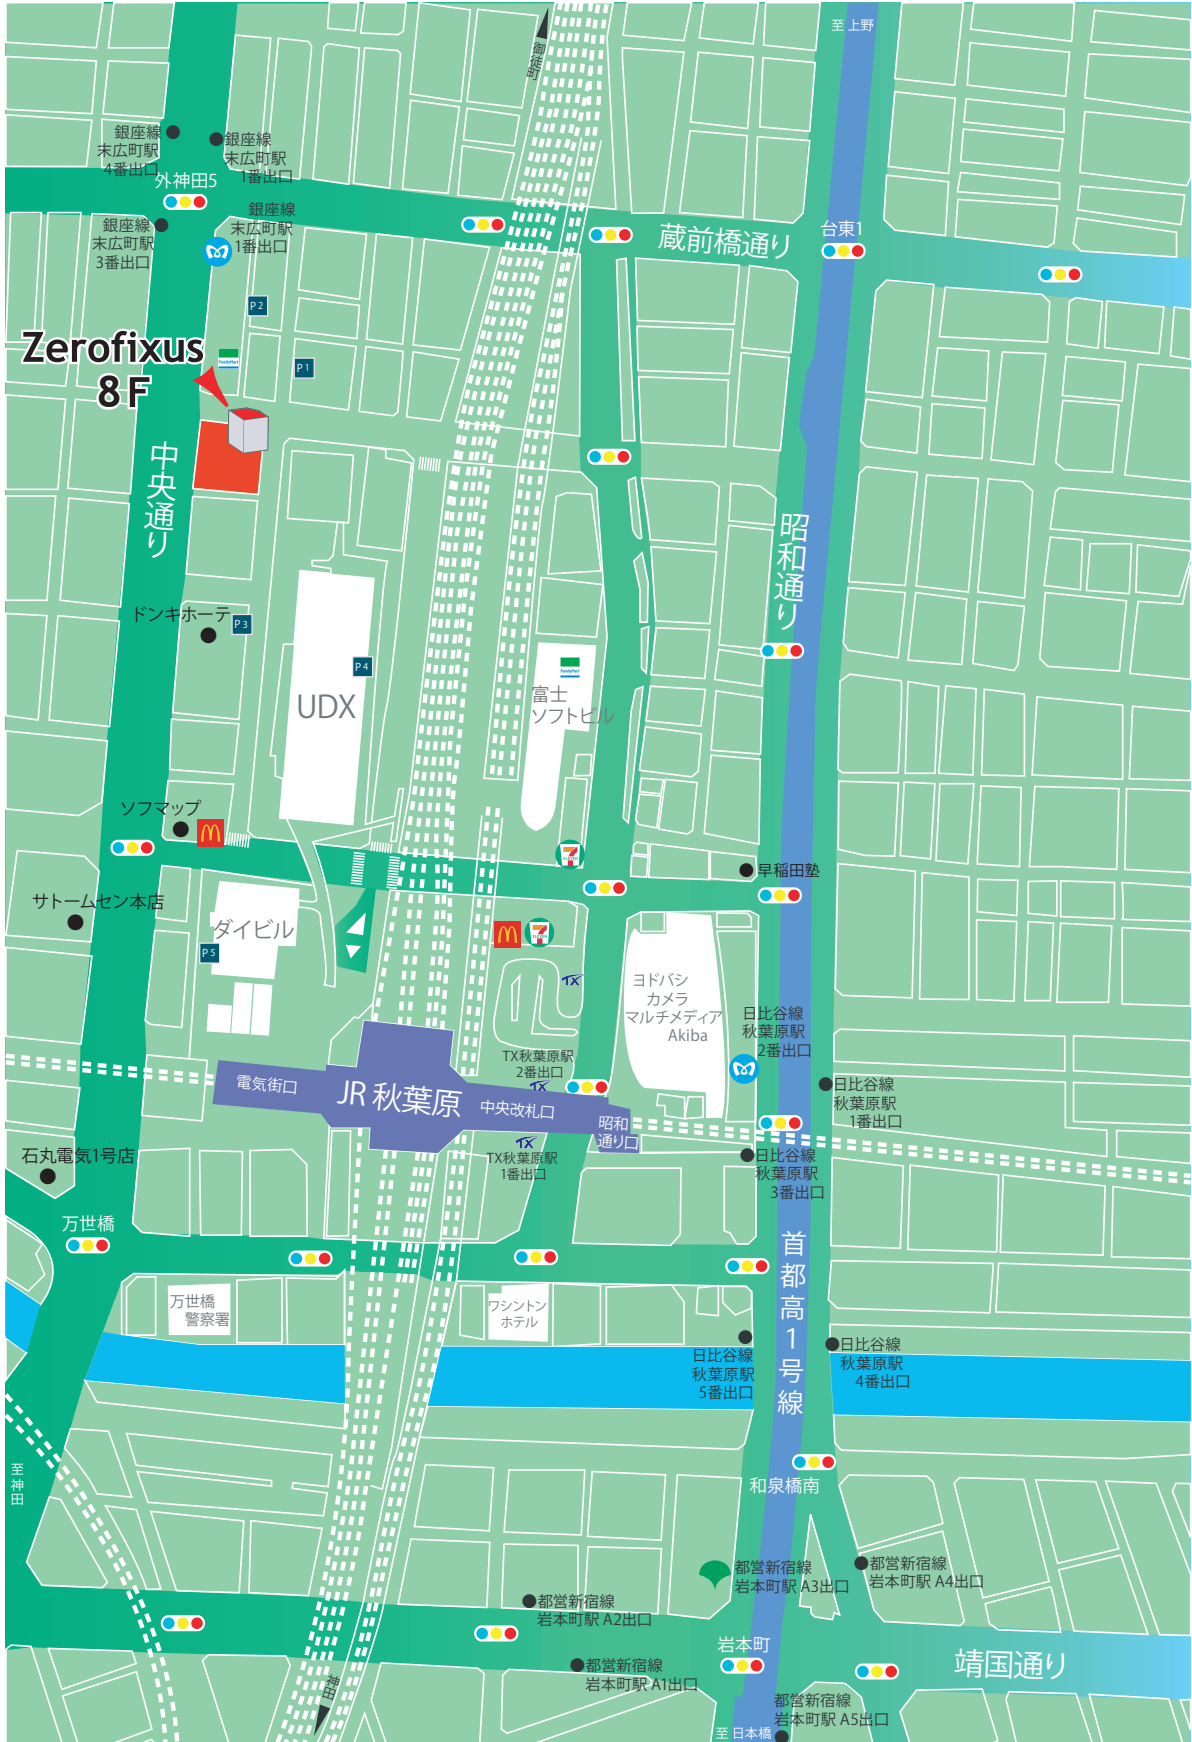 至 上野
御徒町
銀座線
末広町駅
4番出口
銀座線
末広町駅
1番出口
外神田5
銀座線
末広町駅
3番出口
銀座線
末広町駅
1番出口
蔵前橋通り
台東1
P2
Zerofixus
8F
FamilyMart
P1
中央通り
昭和通り
ドンキホーテ
P3
P4
UDX
FamilyMart
富士
ソフトビル
ソフマップ
7
ELEVEN
早稲田塾
サトームセン本店
ダイビル
P5
7
ELEVEN
TX
ヨドバシ
カメラ
マルチメディア
Akiba
日比谷線
秋葉原駅
2番出口
TX秋葉原駅
2番出口
TX
電気街口
JR 秋葉原
中央改札口
昭和
通り口
日比谷線
秋葉原駅
1番出口
TX
TX秋葉原駅
1番出口
石丸電気1号店
日比谷線
秋葉原駅
3番出口
万世橋
首都高1号線
万世橋
警察署
ワシントン
ホテル
日比谷線
秋葉原駅
5番出口
日比谷線
秋葉原駅
4番出口
至神田
和泉橋南
都営新宿線
岩本町駅 A3出口
都営新宿線
岩本町駅 A4出口
都営新宿線
岩本町駅 A2出口
岩本町
靖国通り
都営新宿線
岩本町駅 A1出口
神田
都営新宿線
岩本町駅 A5出口
至 日本橋